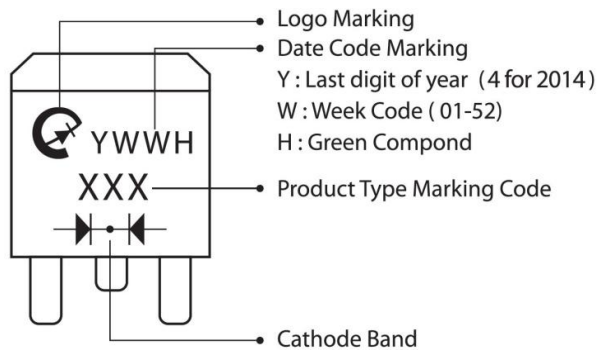 Logo Marking
Date Code Marking
Y : Last digit of year ( 4 for 2014 )
W : Week Code ( 01-52)
H : Green Compond
YWWH
XXX
Product Type Marking Code
Cathode Band